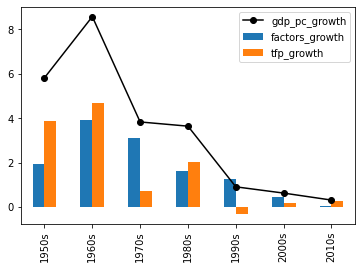 gdp_pc_growth
factors_growth
tfp_growth
8
6
4
2
0
1950s
1960s
1970s
1980s
1990s
2000s
2010s